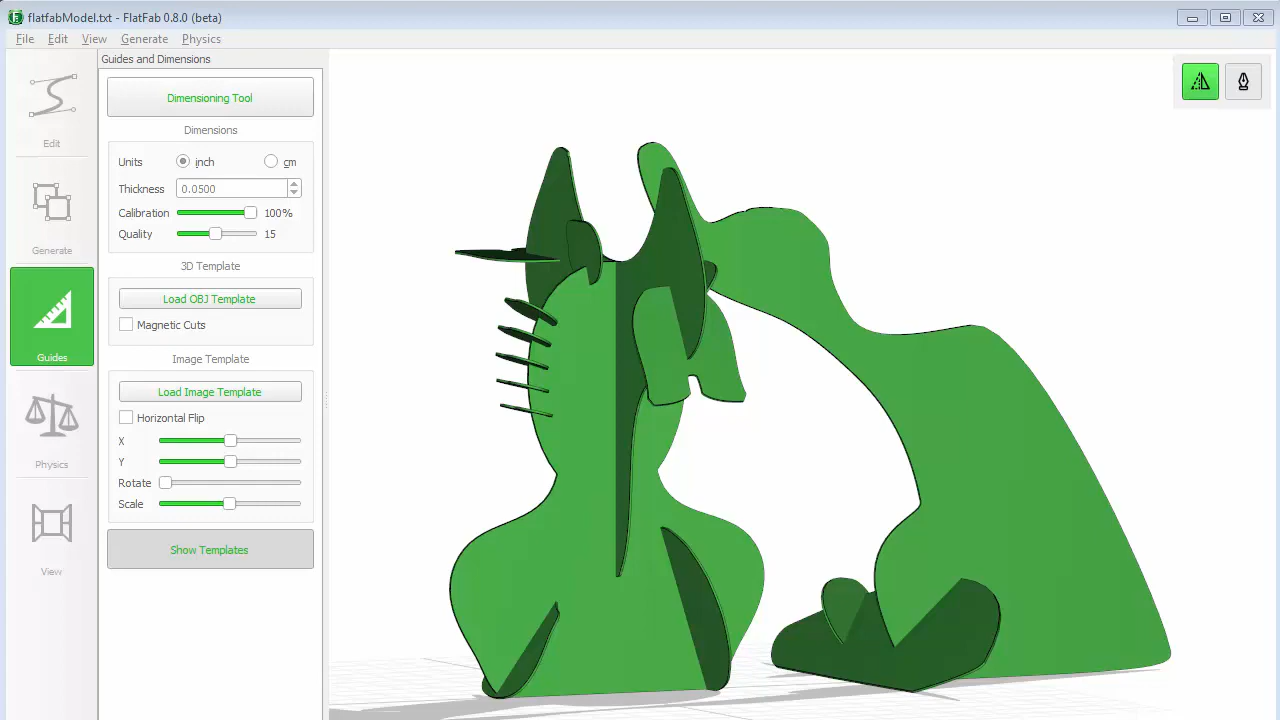 flatfabModel.txt - FlatFab 0.8.0 (beta)
File Edit View Generate Physics
Guides and Dimensions
Edit
Generate
Guides
Physics
View
Dimensioning Tool
Dimensions
Units inch cm
Thickness 0.0500
Calibration 100%
Quality 15
3D Template
Load OBJ Template
Magnetic Cuts
Image Template
Load Image Template
Horizontal Flip
X
Y
Rotate
Scale
Show Templates